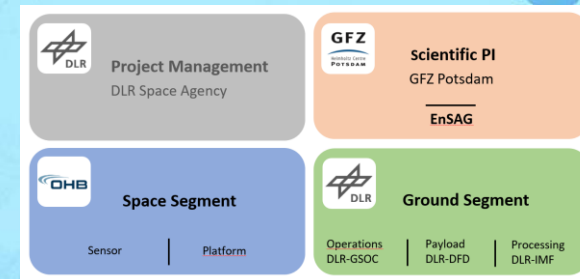 DLR
Project Management
DLR Space Agency
GFZ
Helmholtz Centre
POTSDAM
Scientific PI
GFZ Potsdam
EnSAG
OHB
Space Segment
Sensor
Platform
DLR
Ground Segment
Operations
DLR-GSOC
Payload
DLR-DFD
Processing
DLR-IMF